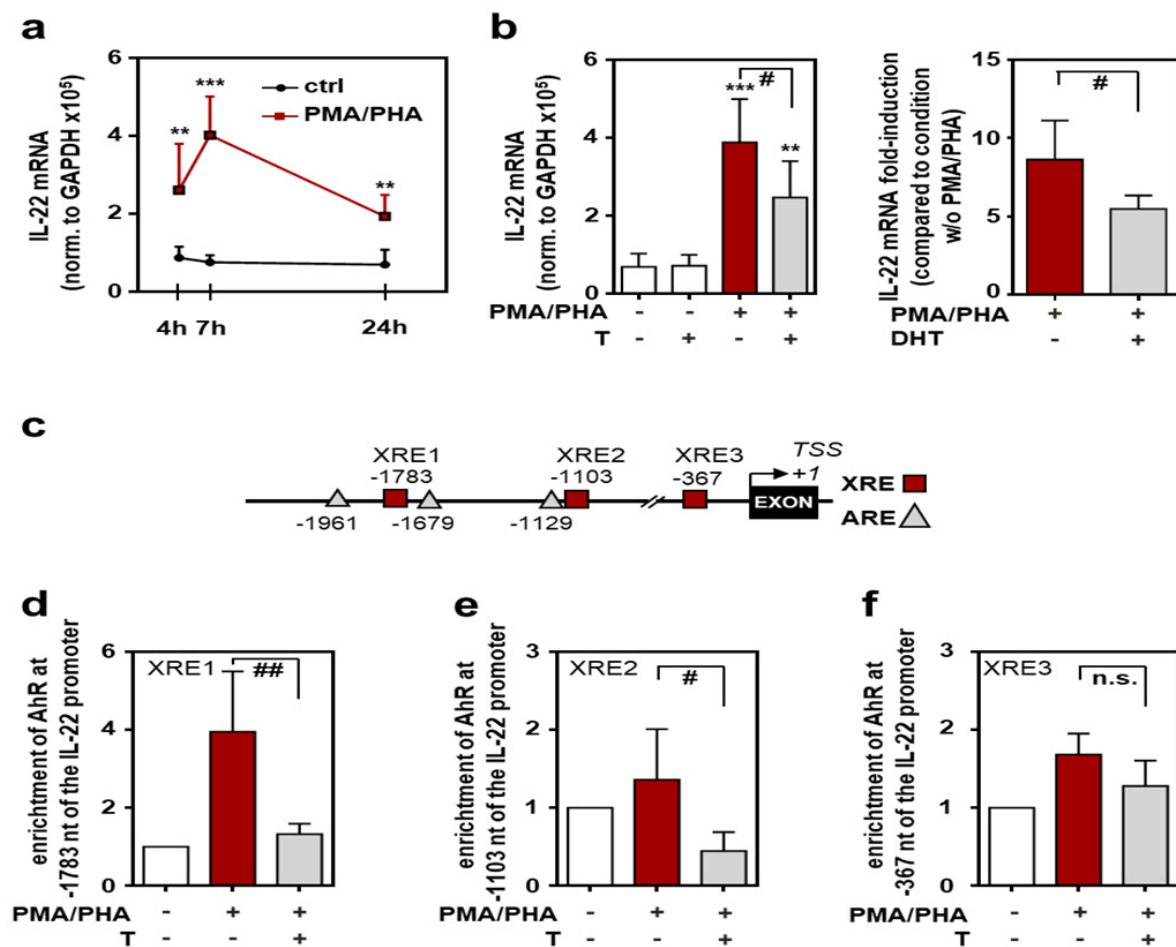 a
IL-22 mRNA
(norm. to GAPDH x10⁵)
6
4
2
0
**
***
**
ctrl
PMA/PHA
4h 7h 24h
b
IL-22 mRNA
(norm. to GAPDH x10⁵)
6
4
2
0
#
***
**
PMA/PHA - - + +
T - + - +
IL-22 mRNA fold-induction
(compared to condition
w/o PMA/PHA)
15
10
5
0
#
PMA/PHA + +
DHT - +
c
XRE1 XRE2 XRE3 TSS
-1783 -1103 -367 +1
EXON
-1961 -1679 -1129
XRE
ARE
d
enrichtment of AhR at
-1783 nt of the IL-22 promoter
6
4
2
0
XRE1
##
PMA/PHA - + +
T - - +
e
enrichtment of AhR at
-1103 nt of the IL-22 promoter
3
2
1
0
XRE2
#
PMA/PHA - + +
T - - +
f
enrichtment of AhR at
-367 nt of the IL-22 promoter
3
2
1
0
XRE3
n.s.
PMA/PHA - + +
T - - +